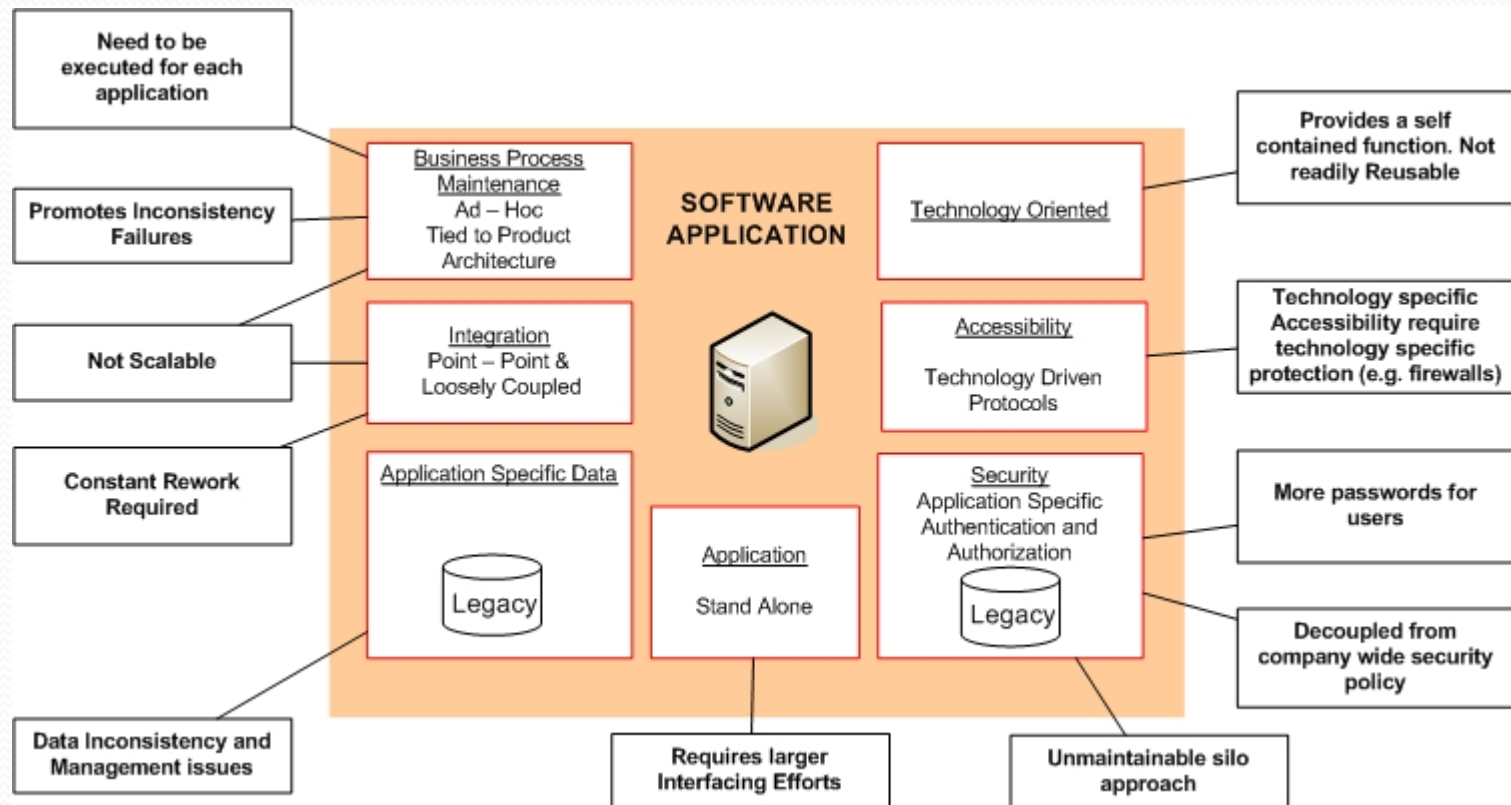 Need to be
executed for each
application
Promotes Inconsistency
Failures
Not Scalable
Constant Rework
Required
Data Inconsistency and
Management issues
Business Process
Maintenance
Ad – Hoc
Tied to Product
Architecture
Integration
Point – Point &
Loosely Coupled
Application Specific Data
Legacy
SOFTWARE
APPLICATION
Application
Stand Alone
Requires larger
Interfacing Efforts
Technology Oriented
Accessibility
Technology Driven
Protocols
Security
Application Specific
Authentication and
Authorization
Legacy
Provides a self
contained function. Not
readily Reusable
Technology specific
Accessibility require
technology specific
protection (e.g. firewalls)
More passwords for
users
Decoupled from
company wide security
policy
Unmaintainable silo
approach